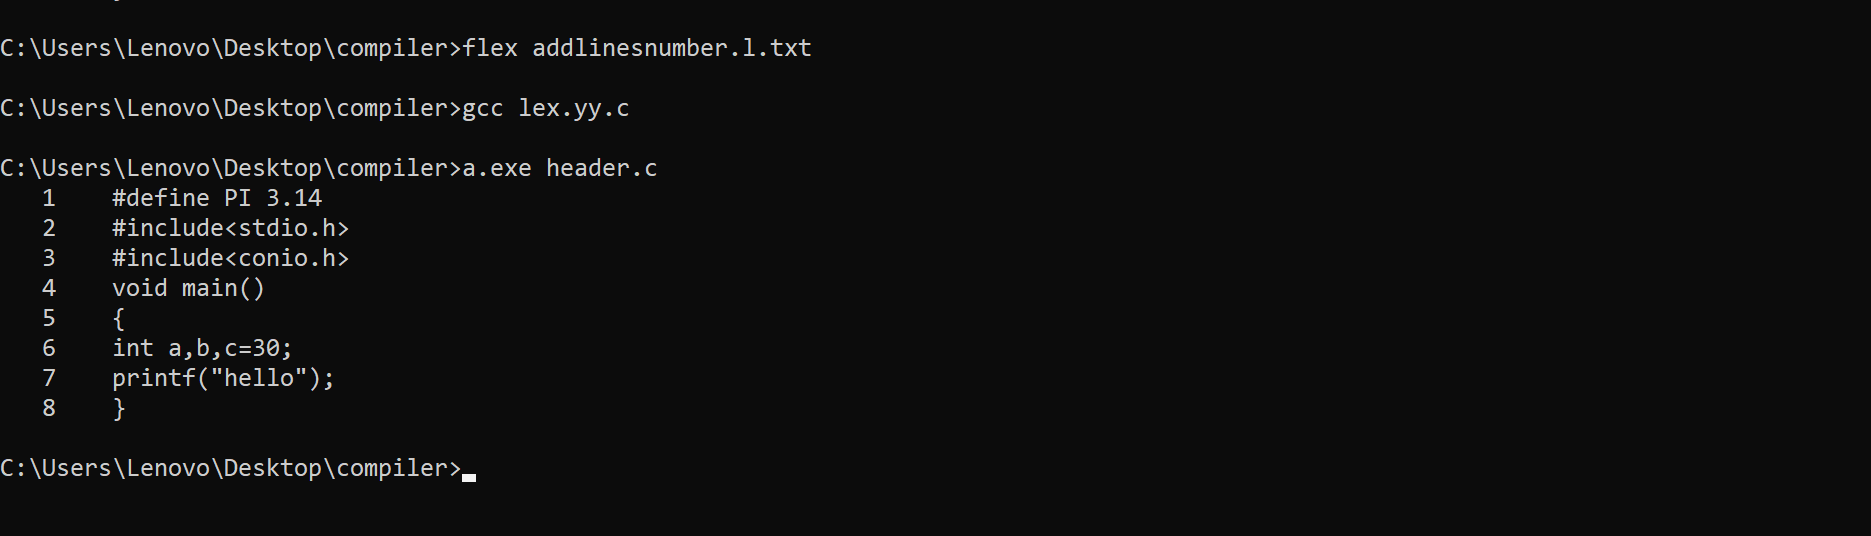 C:\Users\Lenovo\Desktop\compiler>flex addlinesnumber.l.txt
C:\Users\Lenovo\Desktop\compiler>gcc lex.yy.c
C:\Users\Lenovo\Desktop\compiler>a.exe header.c
   1    #define PI 3.14
   2    #include<stdio.h>
   3    #include<conio.h>
   4    void main()
   5    {
   6    int a,b,c=30;
   7    printf("hello");
   8    }
C:\Users\Lenovo\Desktop\compiler>